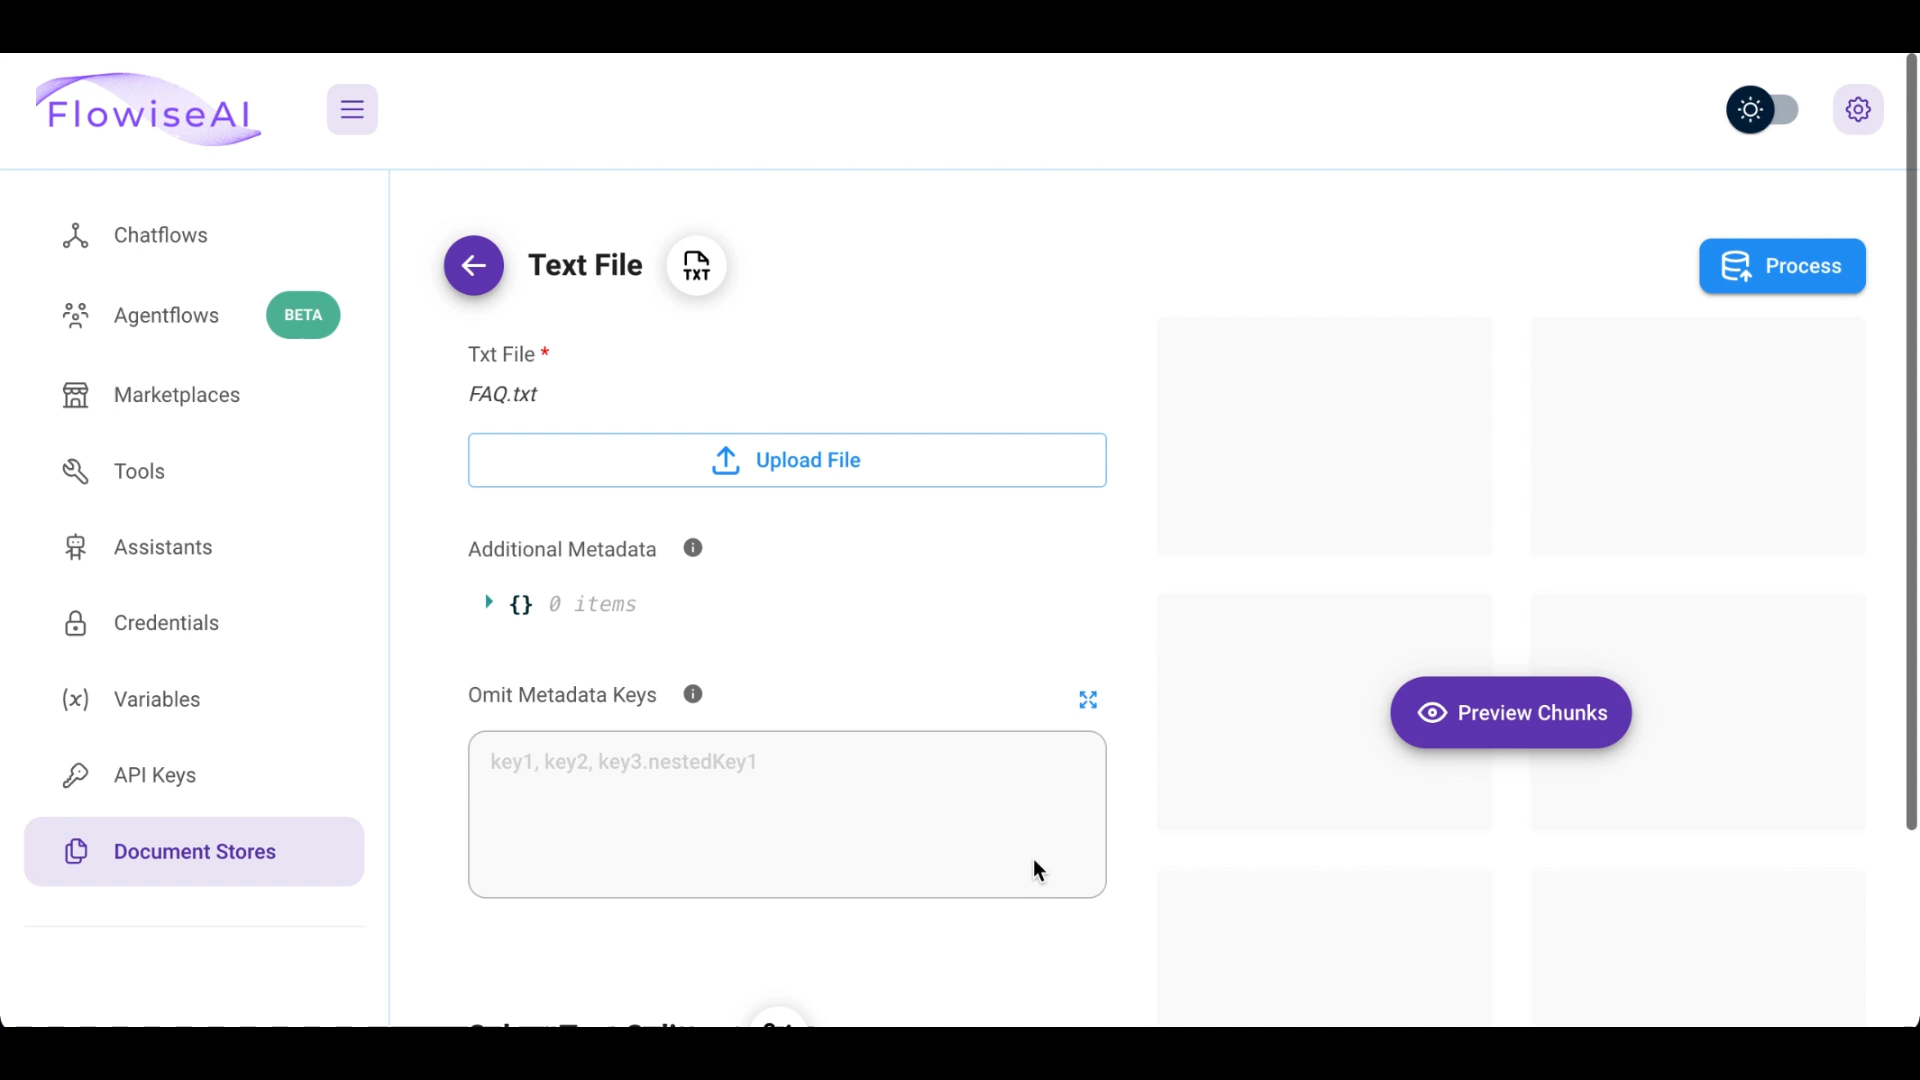 FlowiseAI
Chatflows
Agentflows
BETA
Marketplaces
Tools
Assistants
Credentials
(x) Variables
API Keys
Document Stores
Text File
TXT
Process
Txt File *
FAQ.txt
Upload File
Additional Metadata
{} 0 items
Omit Metadata Keys
key1, key2, key3.nestedKey1
Preview Chunks